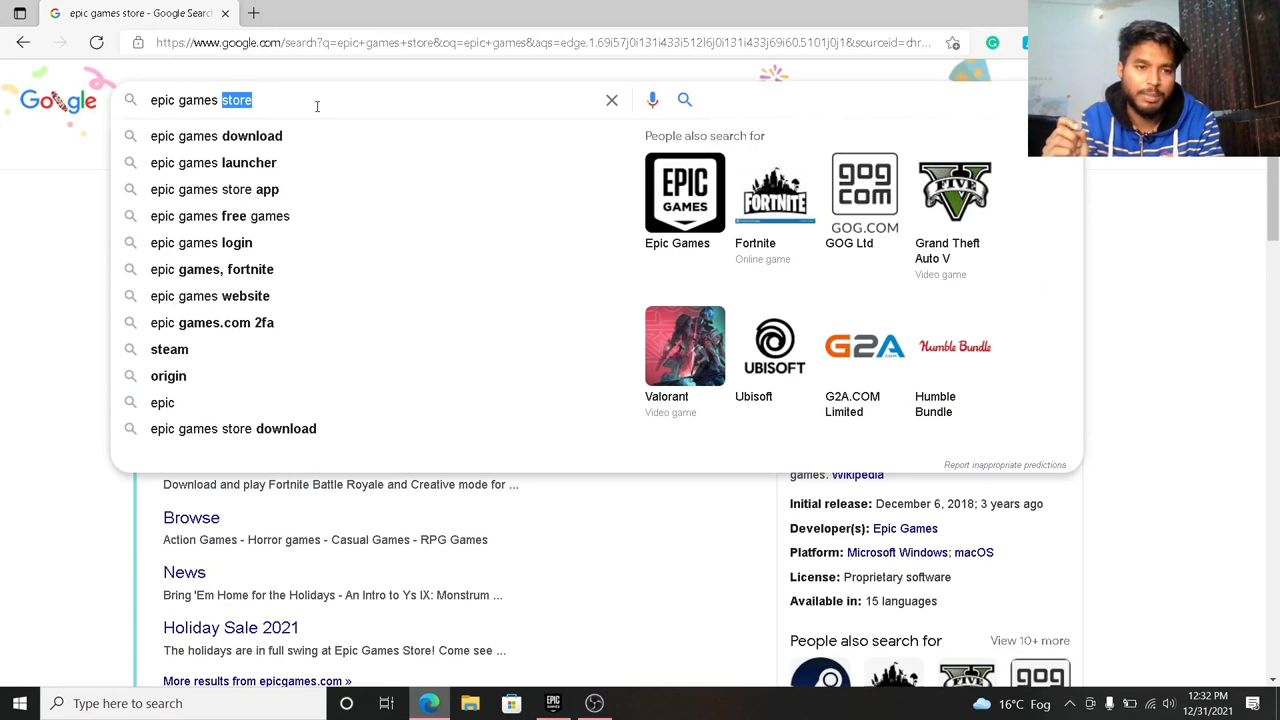 epic games store - Google Search
https://www.google.com/search?q=epic+games+store&oq=epic+games&aqs=edge.1.69i57j0i131i433i512l6j0i131i433j69i60.5101j0j1&sourceid=chr...
Google
epic games store
epic games download
epic games launcher
epic games store app
epic games free games
epic games login
epic games, fortnite
epic games website
epic games.com 2fa
steam
origin
epic
epic games store download
People also search for
EPIC GAMES
FORTNITE
gog com
GOG.COM
FIVE
Epic Games
Fortnite
Online game
GOG Ltd
Grand Theft
Auto V
Video game
UBISOFT
G2A.COM
Humble Bundle
Valorant
Video game
Ubisoft
G2A.COM
Limited
Humble
Bundle
Report inappropriate predictions
Download and play Fortnite Battle Royale and Creative mode for ...
Browse
Action Games - Horror games - Casual Games - RPG Games
News
Bring 'Em Home for the Holidays - An Intro to Ys IX: Monstrum ...
Holiday Sale 2021
The holidays are in full swing at Epic Games Store! Come see ...
More results from epicgames.com »
games. Wikipedia
Initial release: December 6, 2018; 3 years ago
Developer(s): Epic Games
Platform: Microsoft Windows; macOS
License: Proprietary software
Available in: 15 languages
People also search for
View 10+ more
gog
Type here to search
EPIC GAMES
16°C Fog
12:32 PM
12/31/2021